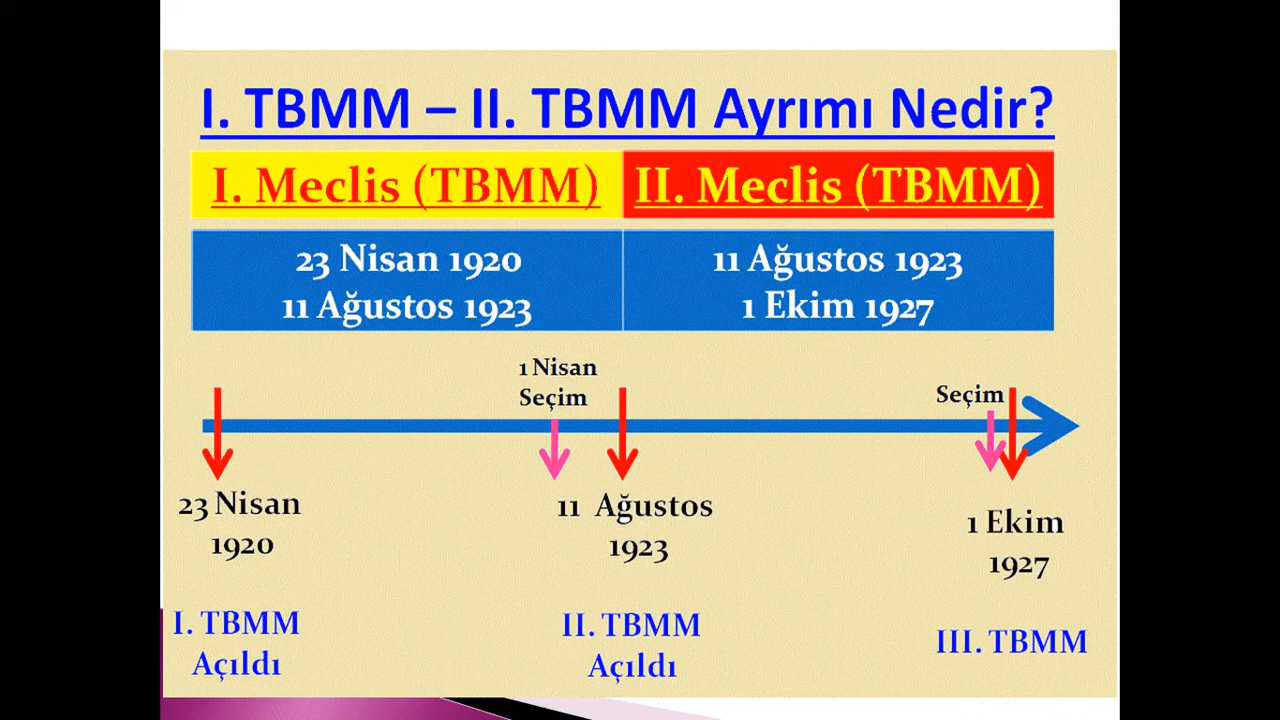 I. TBMM – II. TBMM Ayrımı Nedir?
I. Meclis (TBMM)
II. Meclis (TBMM)
23 Nisan 1920
11 Ağustos 1923
11 Ağustos 1923
1 Ekim 1927
1 Nisan
Seçim
Seçim
23 Nisan
1920
11 Ağustos
1923
1 Ekim
1927
I. TBMM
Açıldı
II. TBMM
Açıldı
III. TBMM